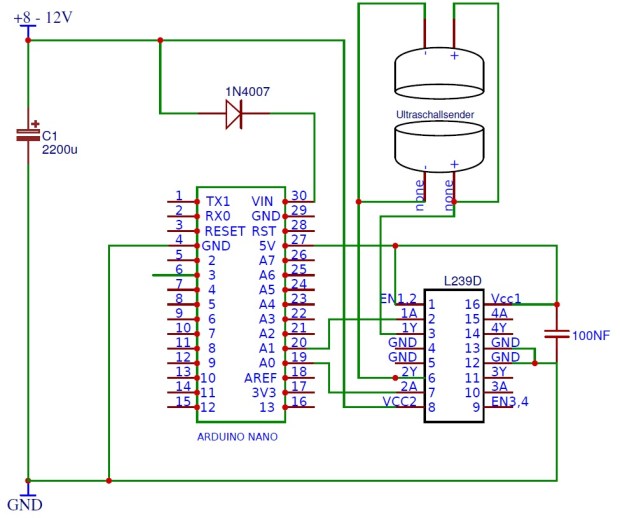 +8 - 12V
1N4007
+
C1
2200u
- +
Ultraschallsender
- +
none none
1 TX1 VIN 30
2 RX0 GND 29
3 RESET RST 28
4 GND 5V 27
5 2 A7 26
6 3 A6 25
7 4 A5 24
8 5 A4 23
9 6 A3 22
10 7 A2 21
11 8 A1 20
12 9 A0 19
13 10 AREF 18
14 11 3V3 17
15 12 13 16
ARDUINO NANO
L239D
EN1,2 1 16 Vcc1
1A 2 15 4A
1Y 3 14 4Y
GND 4 13 GND
GND 5 12 GND
2Y 6 11 3Y
2A 7 10 3A
VCC2 8 9 EN3,4
100NF
GND